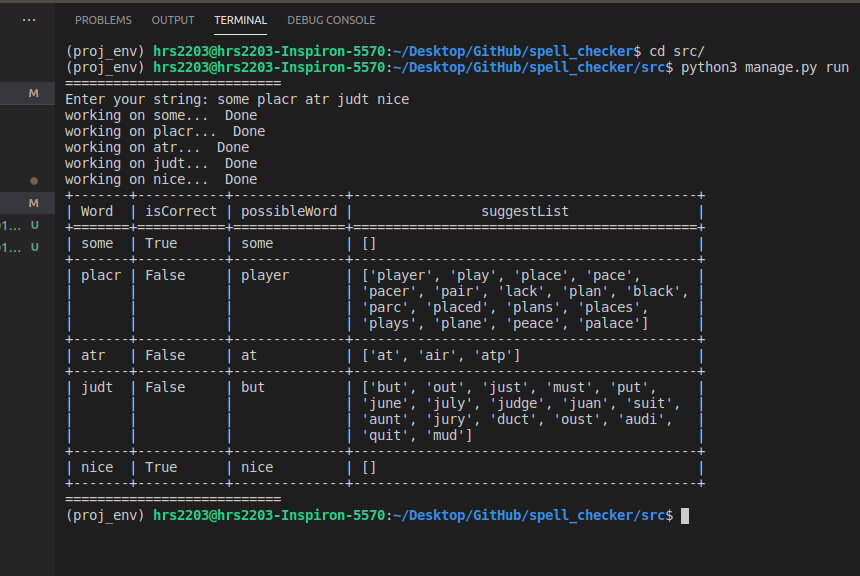 ... PROBLEMS OUTPUT TERMINAL DEBUG CONSOLE
(proj_env) hrs2203@hrs2203-Inspiron-5570:~/Desktop/GitHub/spell_checker$ cd src/
(proj_env) hrs2203@hrs2203-Inspiron-5570:~/Desktop/GitHub/spell_checker/src$ python3 manage.py run
===========================
M
Enter your string: some placr atr judt nice
working on some... Done
working on placr... Done
working on atr... Done
working on judt... Done
working on nice... Done
+-------+-----------+--------------+-------------------------------------------+
M
| Word | isCorrect | possibleWord | suggestList |
1... U
+=======+===========+==============+===========================================+
01... U
| some | True | some | [] |
+-------+-----------+--------------+-------------------------------------------+
| placr | False | player | ['player', 'play', 'place', 'pace', |
| | | | 'pacer', 'pair', 'lack', 'plan', 'black', |
| | | | 'parc', 'placed', 'plans', 'places', |
| | | | 'plays', 'plane', 'peace', 'palace'] |
+-------+-----------+--------------+-------------------------------------------+
| atr | False | at | ['at', 'air', 'atp'] |
+-------+-----------+--------------+-------------------------------------------+
| judt | False | but | ['but', 'out', 'just', 'must', 'put', |
| | | | 'june', 'july', 'judge', 'juan', 'suit', |
| | | | 'aunt', 'jury', 'duct', 'oust', 'audi', |
| | | | 'quit', 'mud'] |
+-------+-----------+--------------+-------------------------------------------+
| nice | True | nice | [] |
+-------+-----------+--------------+-------------------------------------------+
===========================
(proj_env) hrs2203@hrs2203-Inspiron-5570:~/Desktop/GitHub/spell_checker/src$